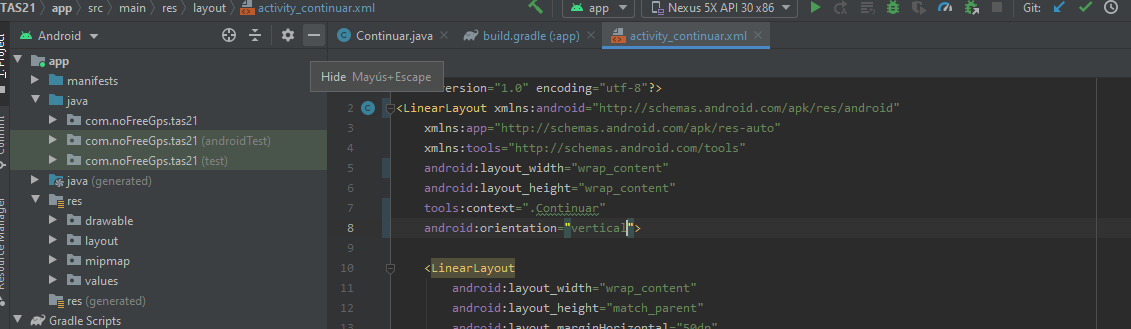 TAS21 app src main res layout activity_continuar.xml app Nexus 5X API 30 x86 Git:
Android Continuar.java build.gradle (:app) activity_continuar.xml
Project
Commit
Resource Manager
app
manifests
java
com.noFreeGps.tas21
com.noFreeGps.tas21 (androidTest)
com.noFreeGps.tas21 (test)
java (generated)
res
drawable
layout
mipmap
values
res (generated)
Gradle Scripts
Hide Mayús+Escape
version="1.0" encoding="utf-8"?>
2 <LinearLayout xmlns:android="http://schemas.android.com/apk/res/android"
3 xmlns:app="http://schemas.android.com/apk/res-auto"
4 xmlns:tools="http://schemas.android.com/tools"
5 android:layout_width="wrap_content"
6 android:layout_height="wrap_content"
7 tools:context=".Continuar"
8 android:orientation="vertical">
9
10 <LinearLayout
11 android:layout_width="wrap_content"
12 android:layout_height="match_parent"
13 android:layout_marginHorizontal="50dp"